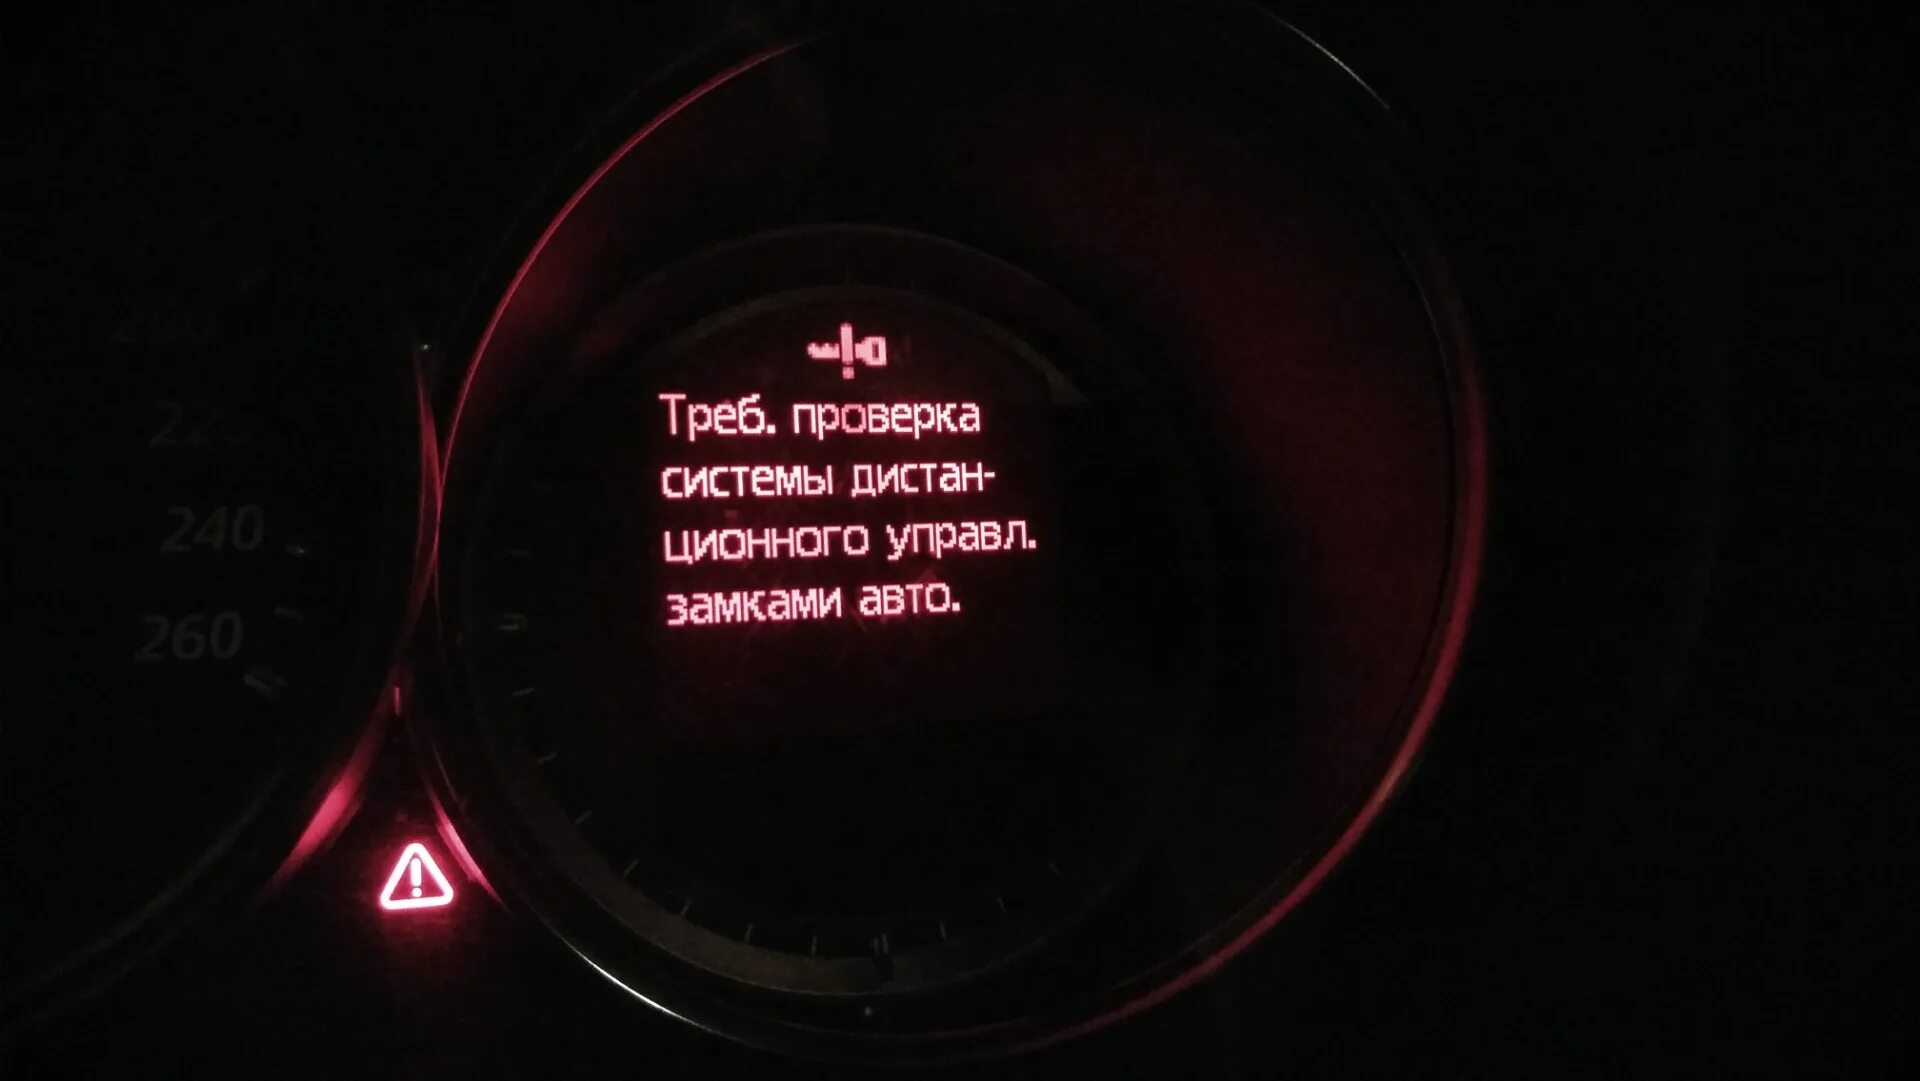 Треб. проверка
системы дистан-
ционного управл.
замками авто.
240
260